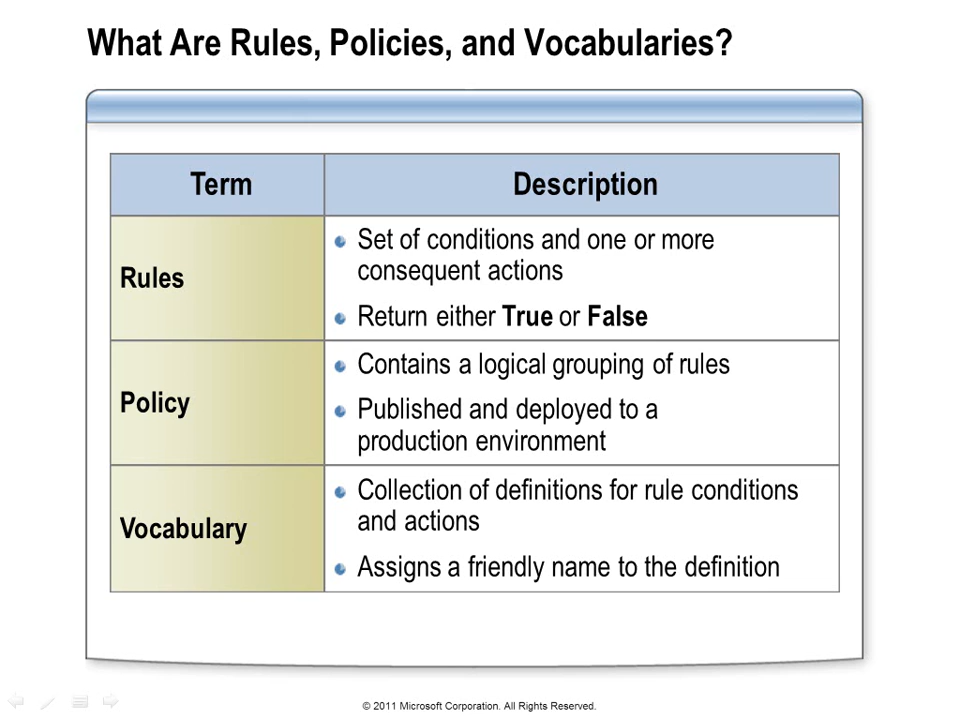 What Are Rules, Policies, and Vocabularies?
Term
Description
Rules
Set of conditions and one or more
consequent actions
Return either True or False
Policy
Contains a logical grouping of rules
Published and deployed to a
production environment
Vocabulary
Collection of definitions for rule conditions
and actions
Assigns a friendly name to the definition
© 2011 Microsoft Corporation. All Rights Reserved.